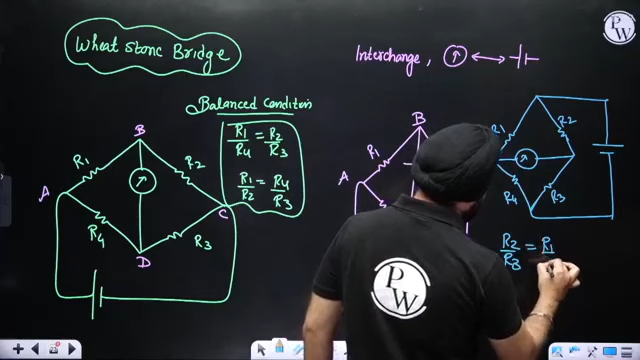 Wheat Stone Bridge
Interchange,
Balanced Condition
R1/R4 = R2/R3
R1/R2 = R4/R3
B
R1
R2
A
C
R4
R3
D
B
R1
A
R1
R2
R4
R3
R2/R3 = R1
PW
PW